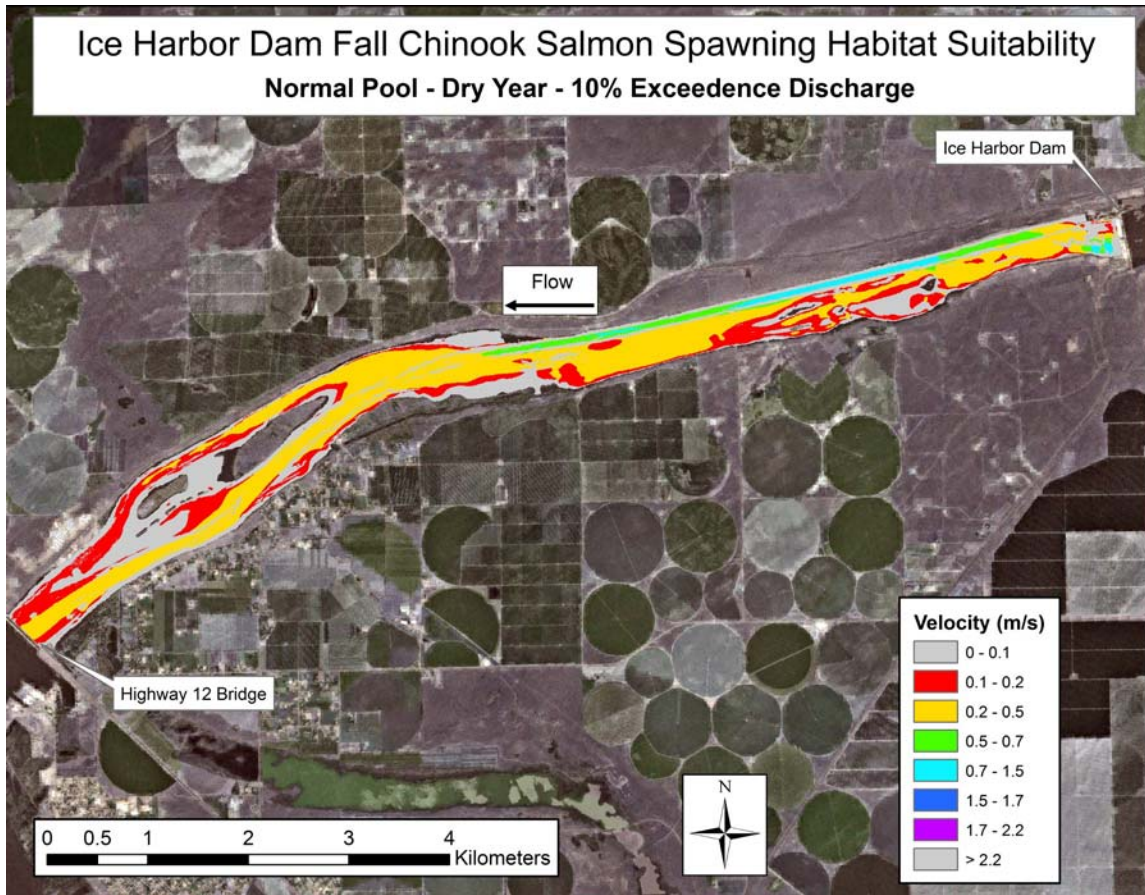 Ice Harbor Dam Fall Chinook Salmon Spawning Habitat Suitability
Normal Pool - Dry Year - 10% Exceedence Discharge
Ice Harbor Dam
Flow
Highway 12 Bridge
Velocity (m/s)
0 - 0.1
0.1 - 0.2
0.2 - 0.5
0.5 - 0.7
0.7 - 1.5
1.5 - 1.7
1.7 - 2.2
> 2.2
N
0 0.5 1 2 3 4
Kilometers